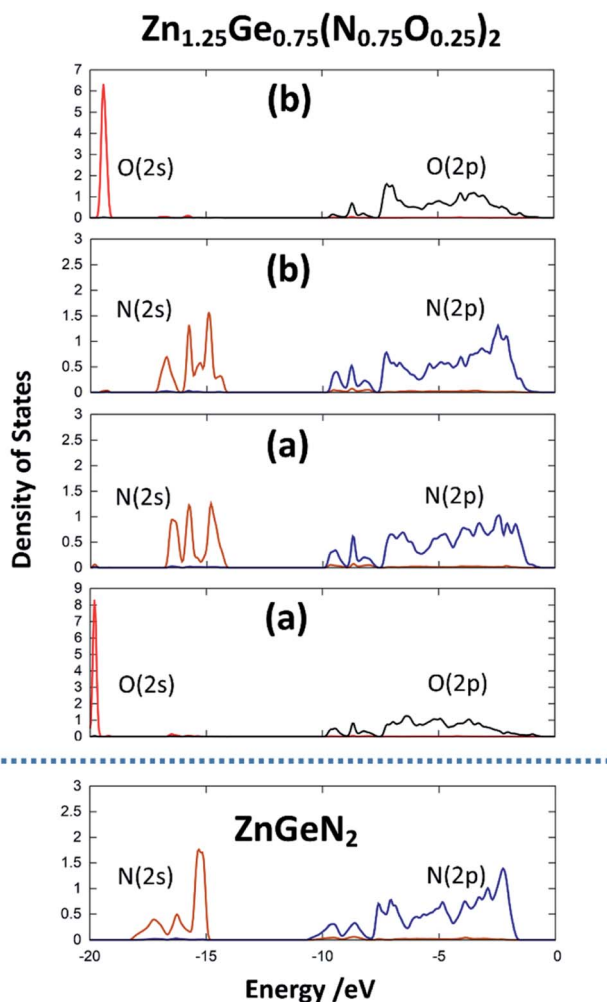 Zn1.25Ge0.75(N0.75O0.25)2
7
6
5
4
3
2
1
0
(b)
O(2s)
O(2p)
3
2.5
2
1.5
1
0.5
0
(b)
N(2s)
N(2p)
Density of States
3
2.5
2
1.5
1
0.5
0
(a)
N(2s)
N(2p)
9
8
7
6
5
4
3
2
1
0
(a)
O(2s)
O(2p)
3
2.5
2
1.5
1
0.5
0
ZnGeN2
N(2s)
N(2p)
-20 -15 -10 -5 0
Energy /eV